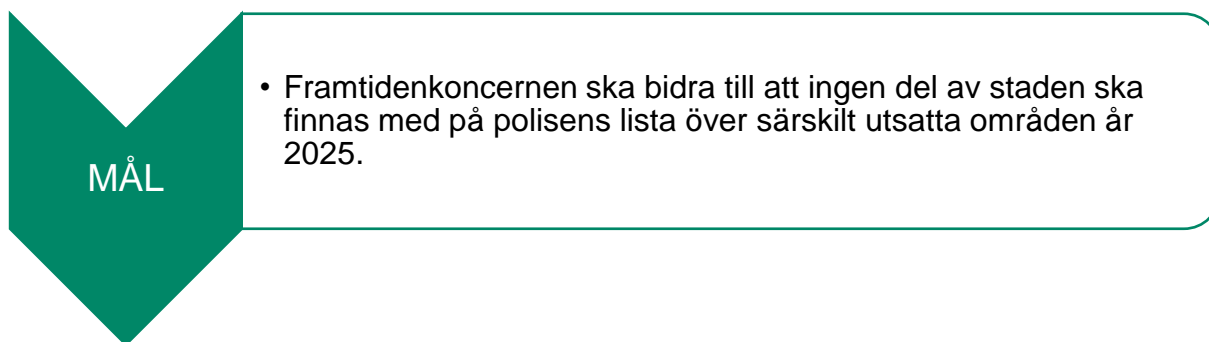 MÅL
• Framtidenkoncernen ska bidra till att ingen del av staden ska
finnas med på polisens lista över särskilt utsatta områden år
2025.